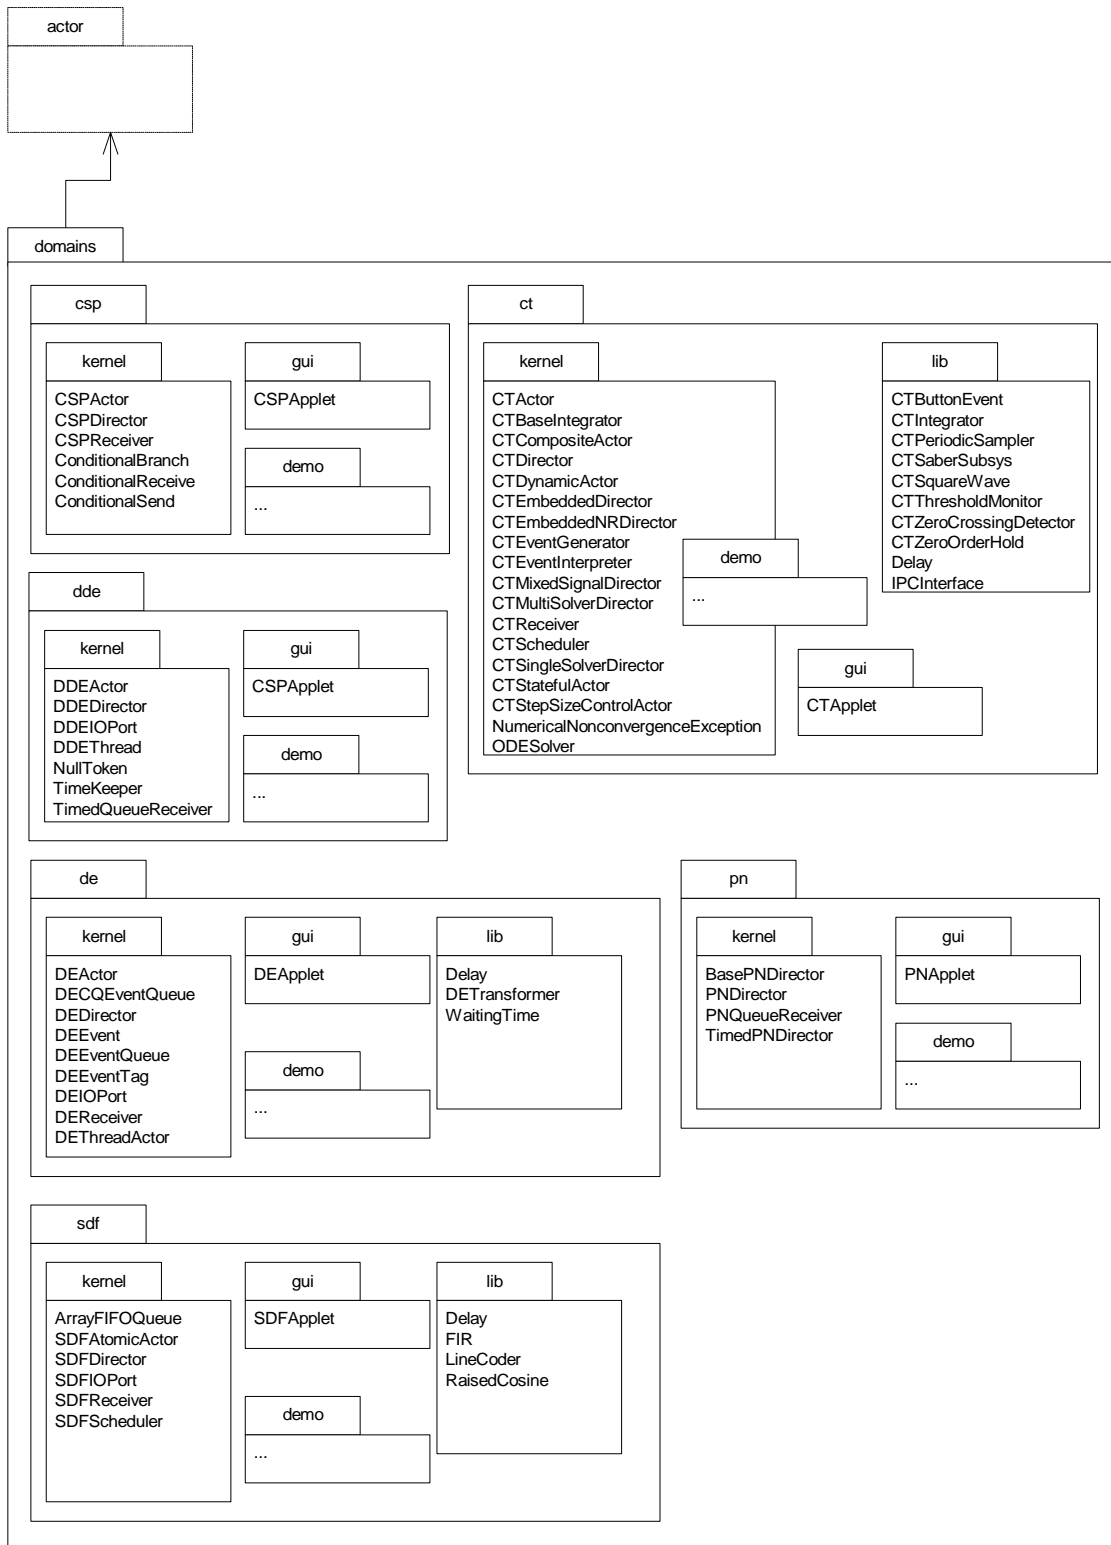 actor
domains
csp
kernel
CSPActor
CSPDirector
CSPReceiver
ConditionalBranch
ConditionalReceive
ConditionalSend
gui
CSPApplet
demo
...
ct
kernel
CTActor
CTBaseIntegrator
CTCompositeActor
CTDirector
CTDynamicActor
CTEmbeddedDirector
CTEmbeddedNRDirector
CTEventGenerator
CTEventInterpreter
CTMixedSignalDirector
CTMultiSolverDirector
CTReceiver
CTScheduler
CTSingleSolverDirector
CTStatefulActor
CTStepSizeControlActor
NumericalNonconvergenceException
ODESolver
demo
...
lib
CTButtonEvent
CTIntegrator
CTPeriodicSampler
CTSaberSubsys
CTSquareWave
CTThresholdMonitor
CTZeroCrossingDetector
CTZeroOrderHold
Delay
IPCInterface
gui
CTApplet
dde
kernel
DDEActor
DDEDirector
DDEIOPort
DDEThread
NullToken
TimeKeeper
TimedQueueReceiver
gui
CSPApplet
demo
...
de
kernel
DEActor
DECQEventQueue
DEDirector
DEEvent
DEEventQueue
DEEventTag
DEIOPort
DEReceiver
DEThreadActor
gui
DEApplet
demo
...
lib
Delay
DETransformer
WaitingTime
pn
kernel
BasePNDirector
PNDirector
PNQueueReceiver
TimedPNDirector
gui
PNApplet
demo
...
sdf
kernel
ArrayFIFOQueue
SDFAtomicActor
SDFDirector
SDFIOPort
SDFReceiver
SDFScheduler
gui
SDFApplet
demo
...
lib
Delay
FIR
LineCoder
RaisedCosine